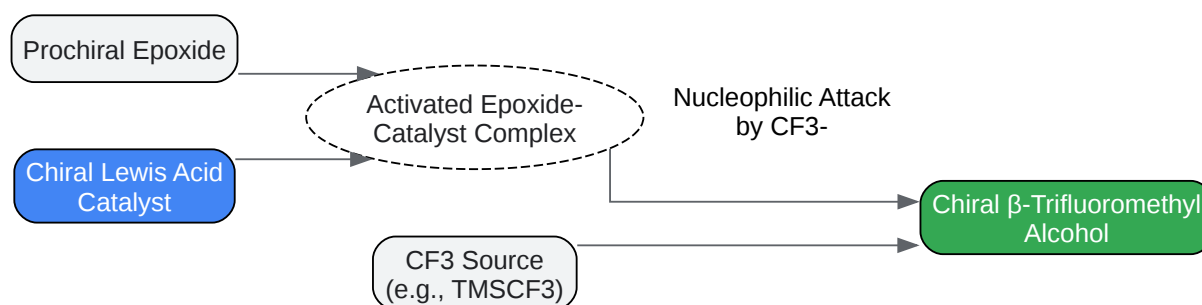 Prochiral Epoxide
Activated Epoxide-
Catalyst Complex
Nucleophilic Attack
by CF3-
Chiral Lewis Acid
Catalyst
Chiral β-Trifluoromethyl
Alcohol
CF3 Source
(e.g., TMSCF3)